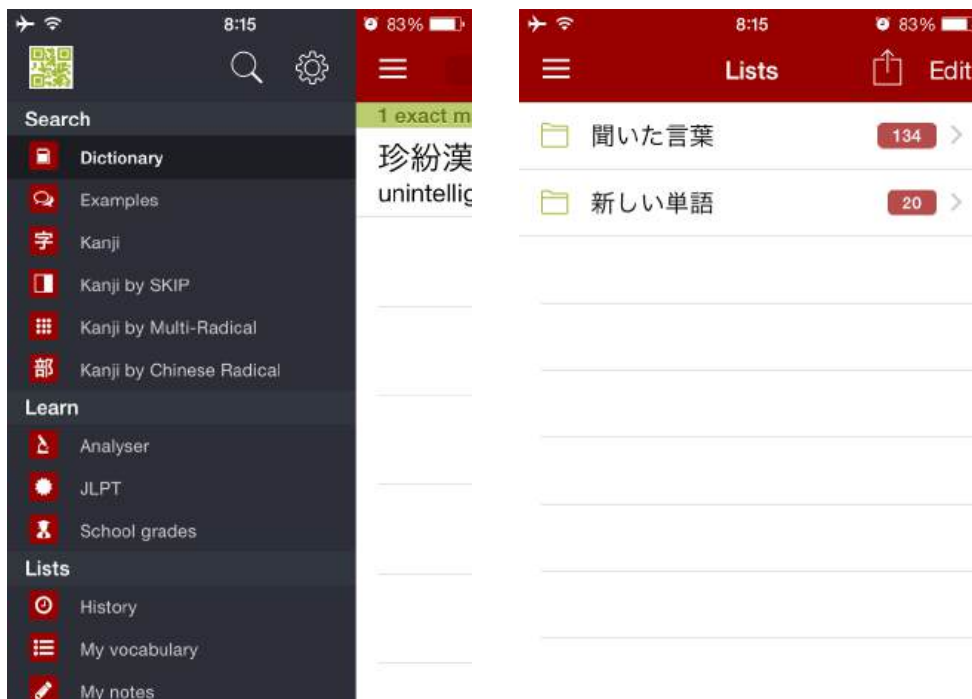 8:15
83%
Search
1 exact m
Dictionary
珍紛漢
unintellig
Examples
字
Kanji
Kanji by SKIP
Kanji by Multi-Radical
部
Kanji by Chinese Radical
Learn
Analyser
JLPT
School grades
Lists
History
My vocabulary
My notes
8:15
83%
Lists
Edit
聞いた言葉
134
新しい単語
20